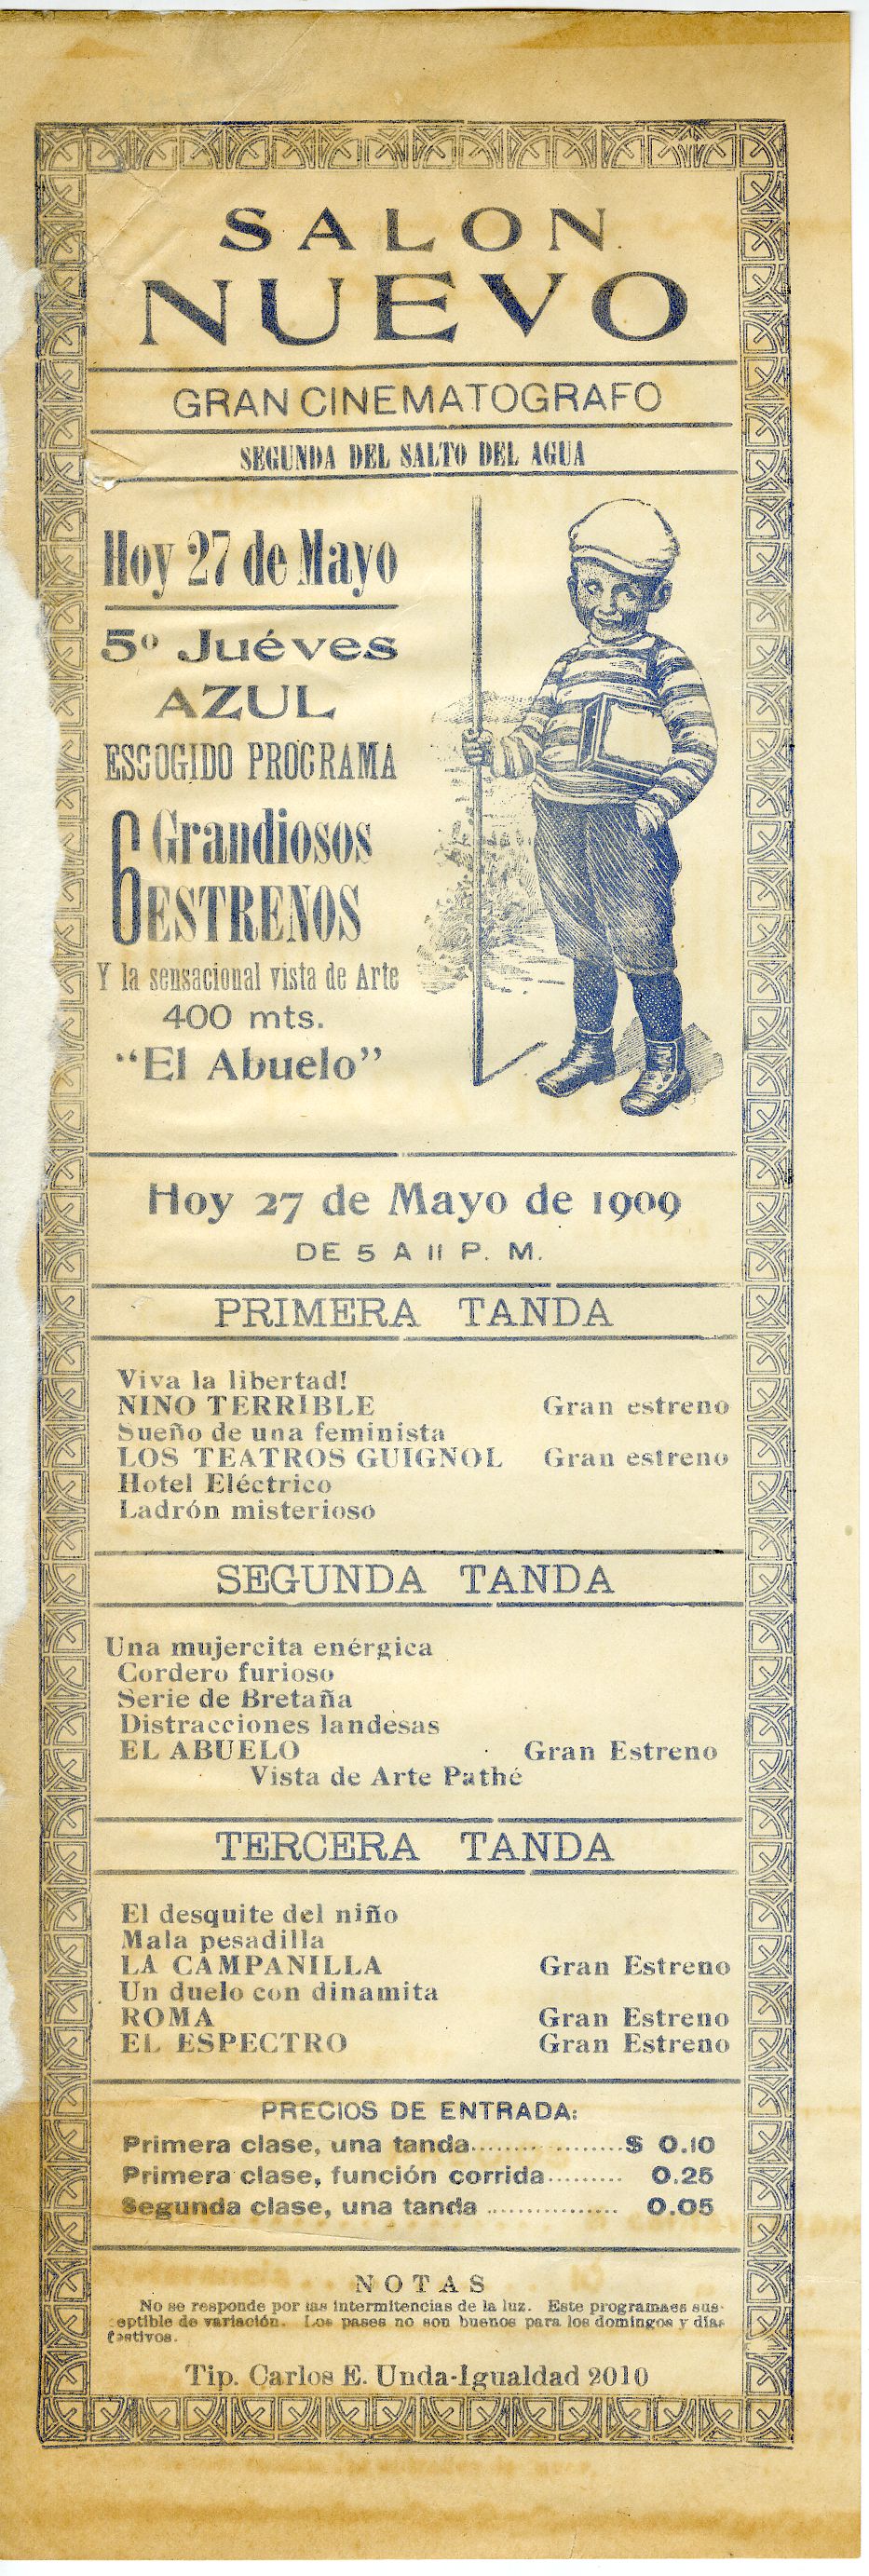 SALON
NUEVO
GRAN CINEMATOGRAFO
SEGUNDA DEL SALTO DEL AGUA
Hoy 27 de Mayo
5º Juéves
AZUL
ESCOGIDO PROGRAMA
6 Grandiosos
ESTRENOS
Y la sensacional vista de Arte
400 mts.
"El Abuelo"
Hoy 27 de Mayo de 1909
DE 5 A 11 P. M.
PRIMERA TANDA
Viva la libertad!
NINO TERRIBLE Gran estreno
Sueño de una feminista
LOS TEATROS GUIGNOL Gran estreno
Hotel Eléctrico
Ladrón misterioso
SEGUNDA TANDA
Una mujercita enérgica
Cordero furioso
Serie de Bretaña
Distracciones landesas
EL ABUELO Gran Estreno
Vista de Arte Pathé
TERCERA TANDA
El desquite del niño
Mala pesadilla
LA CAMPANILLA Gran Estreno
Un duelo con dinamita
ROMA Gran Estreno
EL ESPECTRO Gran Estreno
PRECIOS DE ENTRADA:
Primera clase, una tanda................$ 0.10
Primera clase, función corrida......... 0.25
Segunda clase, una tanda ................ 0.05
NOTAS
No se responde por las intermitencias de la luz. Este programaes sus-
ceptible de variación. Los pases no son buenos para los domingos y días
festivos.
Tip. Carlos E. Unda-Igualdad 2010